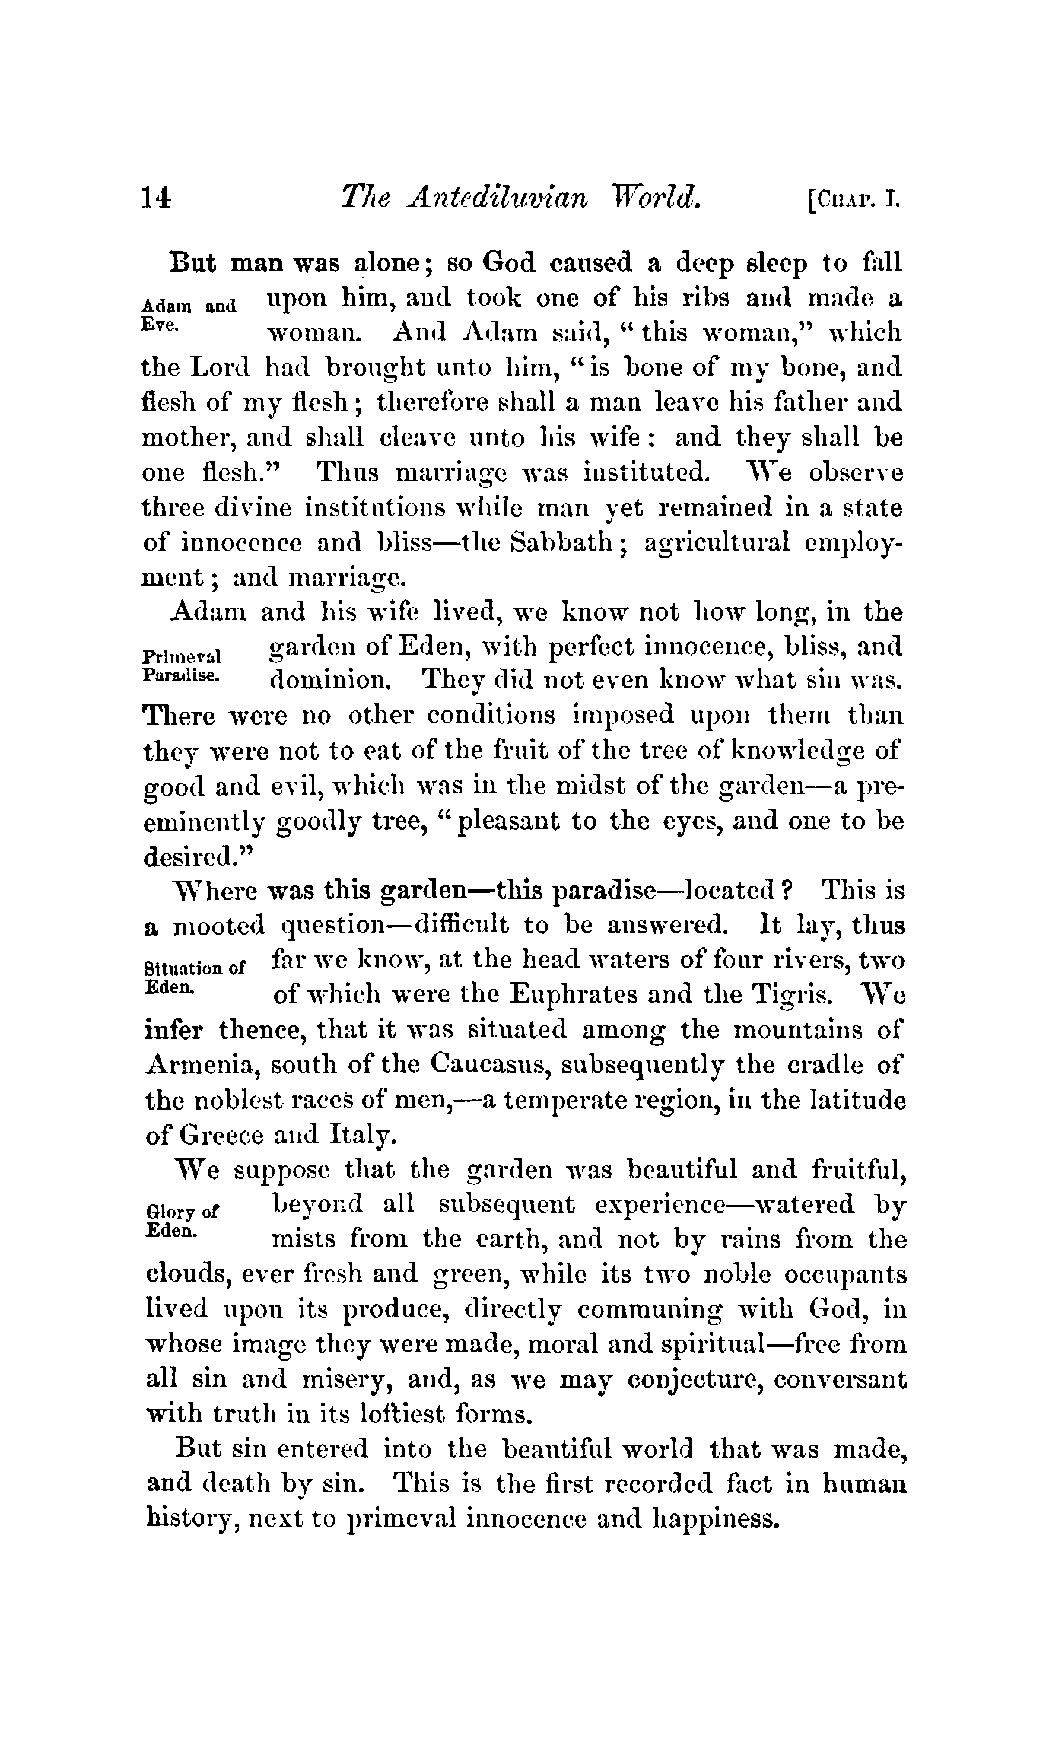 14 The Antediluvian World. [CHAP. I.
But man was alone; so God caused a deep sleep to fall
Adam and upon him, and took one of his ribs and made a
Eve. woman. And Adam said, “this woman,” which
the Lord had brought unto him, “is bone of my bone, and
flesh of my flesh; therefore shall a man leave his father and
mother, and shall cleave unto his wife: and they shall be
one flesh.” Thus marriage was instituted. We observe
three divine institutions while man yet remained in a state
of innocence and bliss—the Sabbath; agricultural employ-
ment; and marriage.
Adam and his wife lived, we know not how long, in the
Primeval garden of Eden, with perfect innocence, bliss, and
Paradise. dominion. They did not even know what sin was.
There were no other conditions imposed upon them than
they were not to eat of the fruit of the tree of knowledge of
good and evil, which was in the midst of the garden—a pre-
eminently goodly tree, “pleasant to the eyes, and one to be
desired.”
Where was this garden—this paradise—located? This is
a mooted question—difficult to be answered. It lay, thus
Situation of far we know, at the head waters of four rivers, two
Eden. of which were the Euphrates and the Tigris. We
infer thence, that it was situated among the mountains of
Armenia, south of the Caucasus, subsequently the cradle of
the noblest races of men,—a temperate region, in the latitude
of Greece and Italy.
We suppose that the garden was beautiful and fruitful,
Glory of beyond all subsequent experience—watered by
Eden. mists from the earth, and not by rains from the
clouds, ever fresh and green, while its two noble occupants
lived upon its produce, directly communing with God, in
whose image they were made, moral and spiritual—free from
all sin and misery, and, as we may conjecture, conversant
with truth in its loftiest forms.
But sin entered into the beautiful world that was made,
and death by sin. This is the first recorded fact in human
history, next to primeval innocence and happiness.